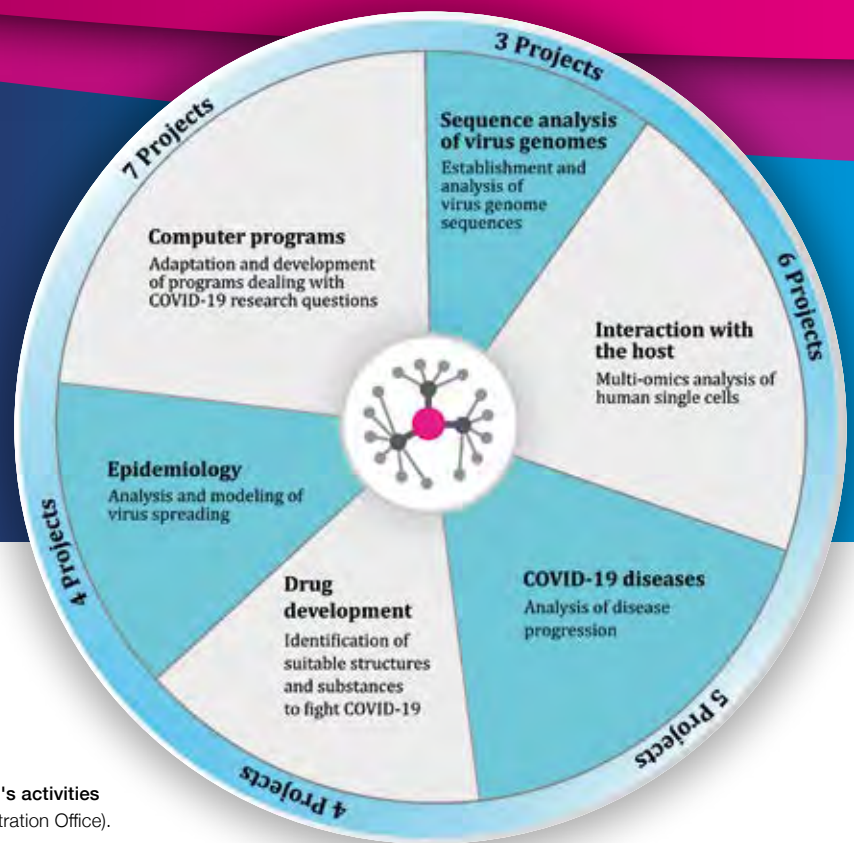 3 Projects
Sequence analysis
of virus genomes
Establishment and
analysis of
virus genome
sequences
6 Projects
Interaction with
the host
Multi-omics analysis of
human single cells
5 Projects
COVID-19 diseases
Analysis of disease
progression
4 Projects
Drug
development
Identification of
suitable structures
and substances
to fight COVID-19
4 Projects
Epidemiology
Analysis and modeling of
virus spreading
7 Projects
Computer programs
Adaptation and development
of programs dealing with
COVID-19 research questions
's activities
tration Office).